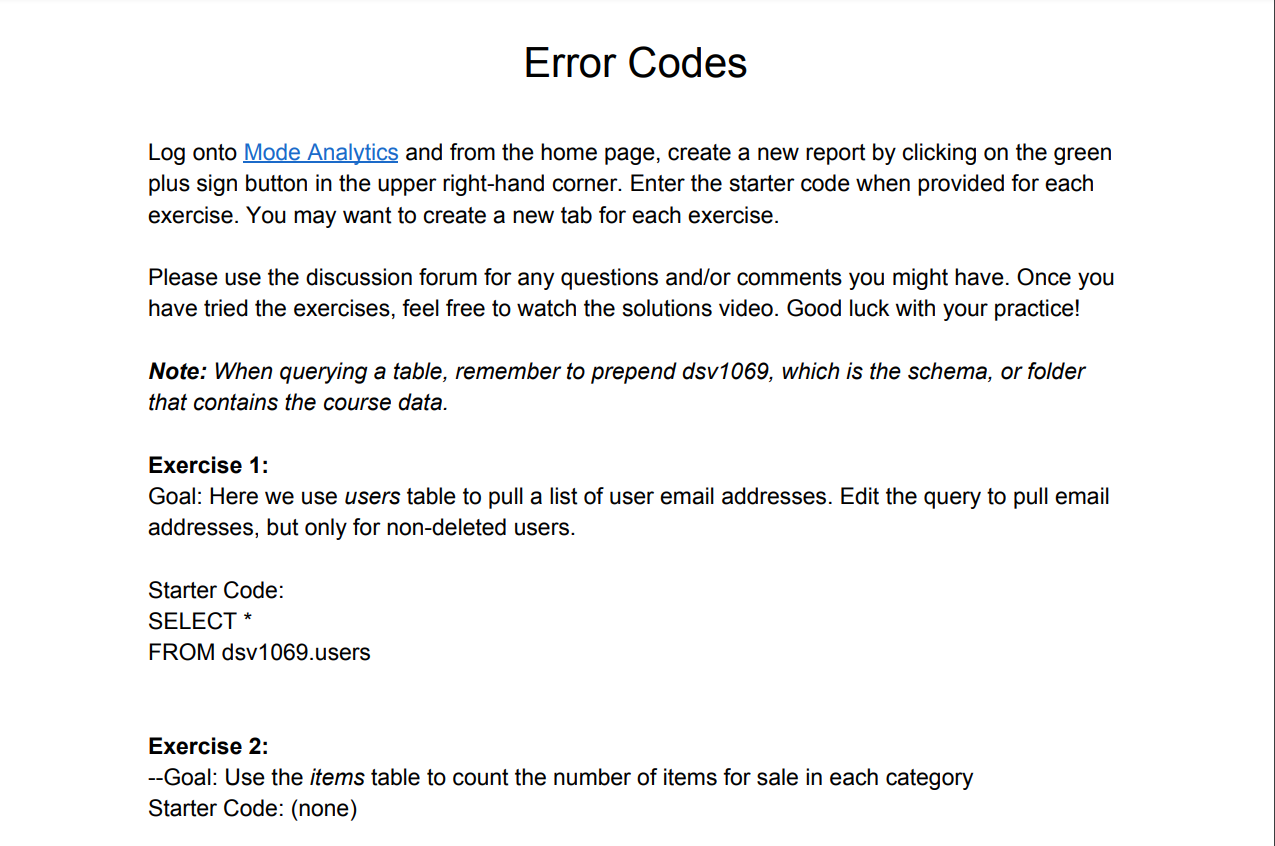 Error Codes
Log onto Mode Analytics and from the home page, create a new report by clicking on the green
plus sign button in the upper right-hand corner. Enter the starter code when provided for each
exercise. You may want to create a new tab for each exercise.
Please use the discussion forum for any questions and/or comments you might have. Once you
have tried the exercises, feel free to watch the solutions video. Good luck with your practice!
Note: When querying a table, remember to prepend dsv1069, which is the schema, or folder
that contains the course data.
Exercise 1:
Goal: Here we use users table to pull a list of user email addresses. Edit the query to pull email
addresses, but only for non-deleted users.
Starter Code:
SELECT *
FROM dsv1069.users
Exercise 2:
--Goal: Use the items table to count the number of items for sale in each category
Starter Code: (none)